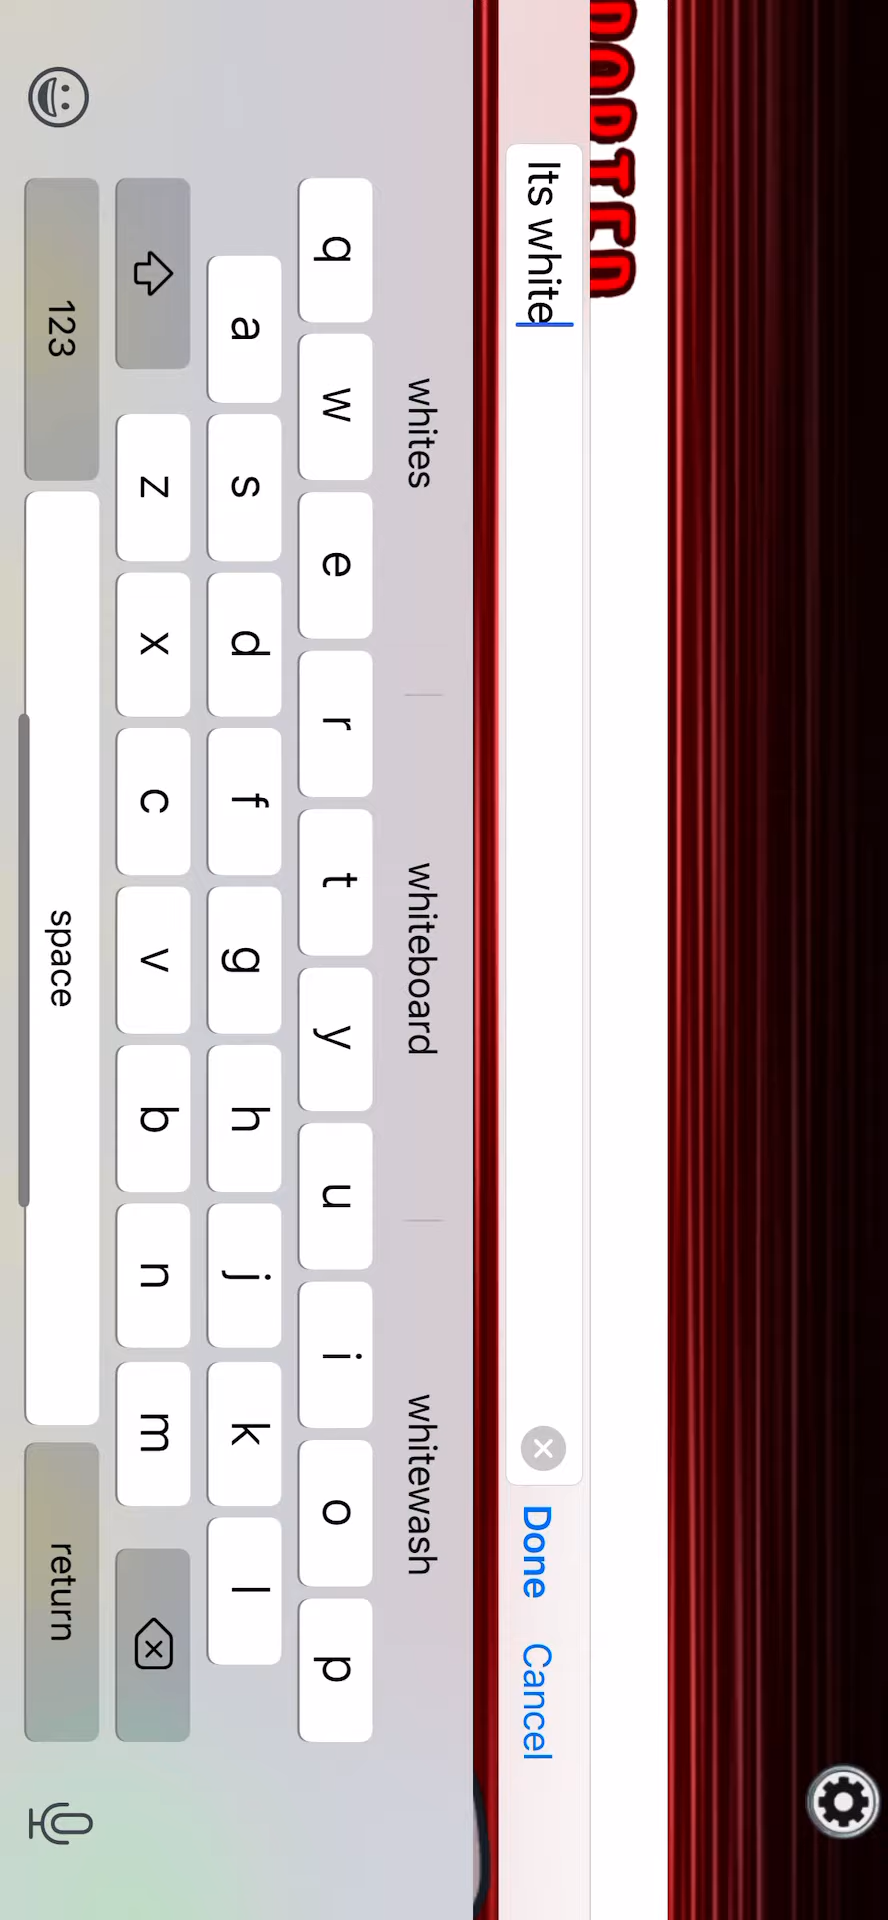 Its white
Done
Cancel
whites
whiteboard
whitewash
q w e r t y u i o p
a s d f g h j k l
z x c v b n m
123
space
return